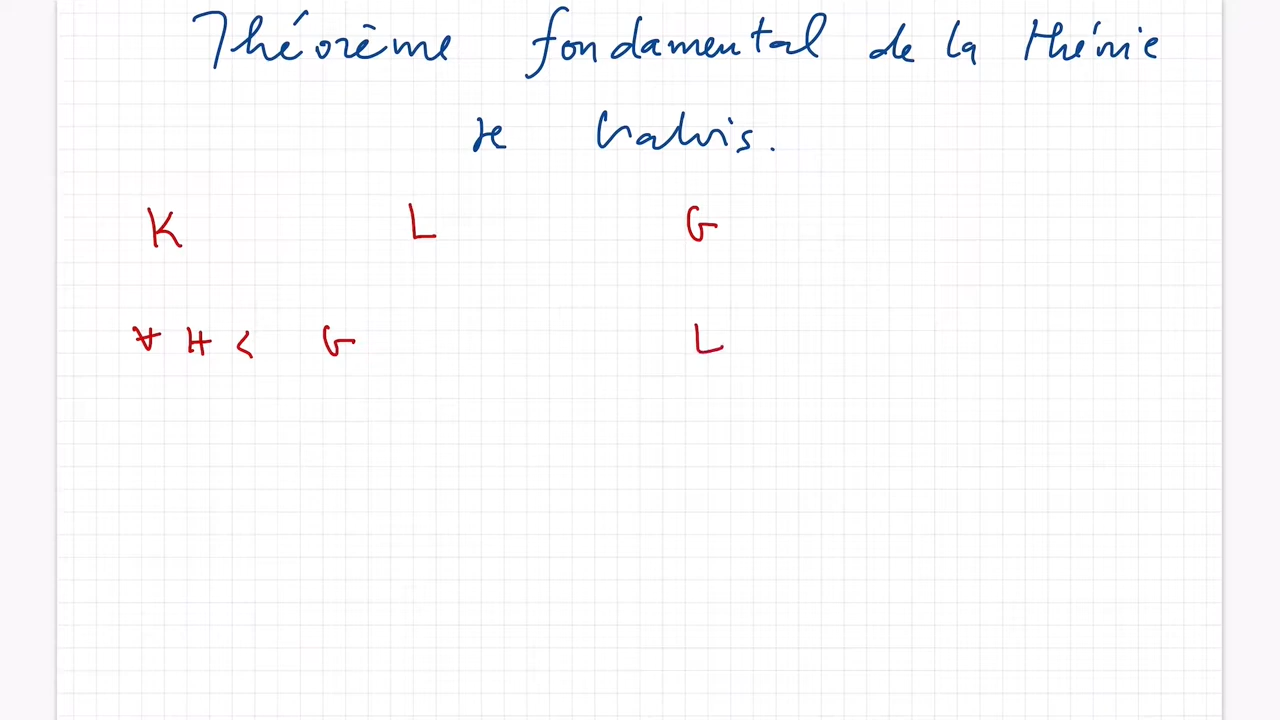 Théorème fondamental de la théorie
de Galois.
K L G
∀ H < G L